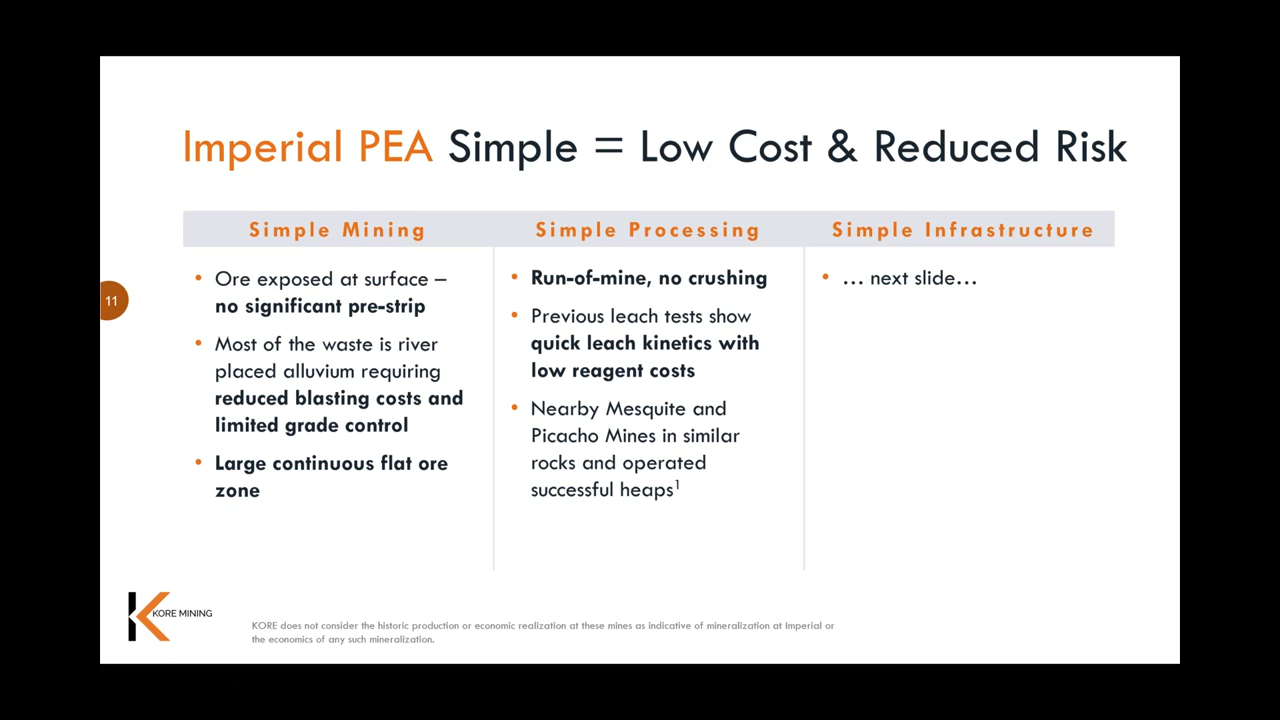 Imperial PEA Simple = Low Cost & Reduced Risk
Simple Mining
• Ore exposed at surface –
no significant pre-strip
• Most of the waste is river
placed alluvium requiring
reduced blasting costs and
limited grade control
• Large continuous flat ore
zone
Simple Processing
• Run-of-mine, no crushing
• Previous leach tests show
quick leach kinetics with
low reagent costs
• Nearby Mesquite and
Picacho Mines in similar
rocks and operated
successful heaps¹
Simple Infrastructure
• … next slide…
11
KORE MINING
KORE does not consider the historic production or economic realization at these mines as indicative of mineralization at Imperial or
the economics of any such mineralization.